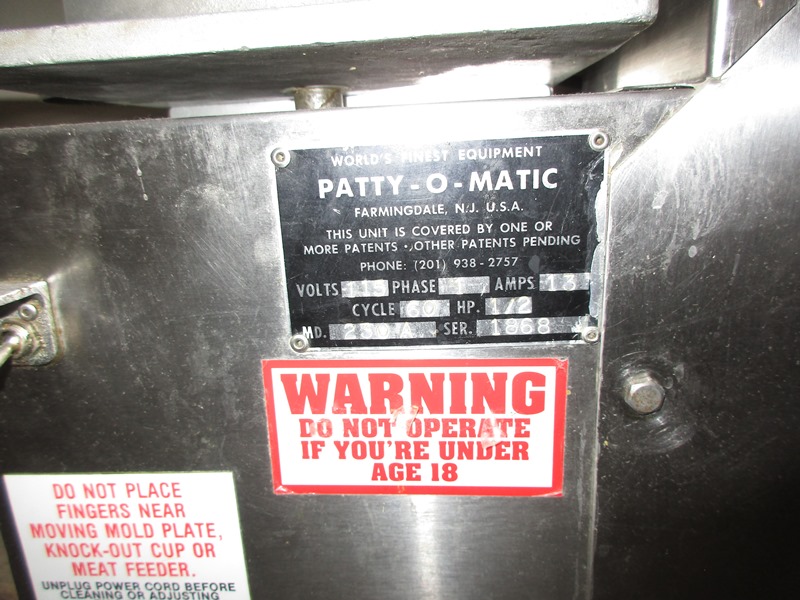 WORLD'S FINEST EQUIPMENT
PATTY-O-MATIC
FARMINGDALE, N.J. U.S.A.
THIS UNIT IS COVERED BY ONE OR
MORE PATENTS · OTHER PATENTS PENDING
PHONE: (201) 938-2757
VOLTS 115 PHASE 1 AMPS 13
CYCLE 60 HP. 1/2
MD. 230 A SER. 1868
WARNING
DO NOT OPERATE
IF YOU'RE UNDER
AGE 18
DO NOT PLACE
FINGERS NEAR
MOVING MOLD PLATE,
KNOCK-OUT CUP OR
MEAT FEEDER.
UNPLUG POWER CORD BEFORE
CLEANING OR ADJUSTING